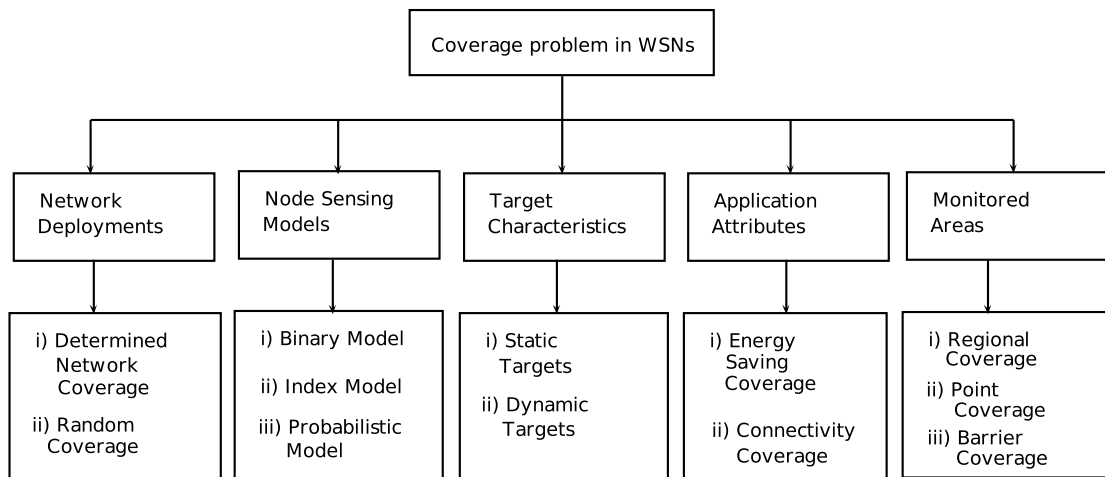 Coverage problem in WSNs
Network
Deployments
Node Sensing
Models
Target
Characteristics
Application
Attributes
Monitored
Areas
i) Determined
Network
Coverage
ii) Random
Coverage
i) Binary Model
ii) Index Model
iii) Probabilistic
Model
i) Static
Targets
ii) Dynamic
Targets
i) Energy
Saving
Coverage
ii) Connectivity
Coverage
i) Regional
Coverage
ii) Point
Coverage
iii) Barrier
Coverage